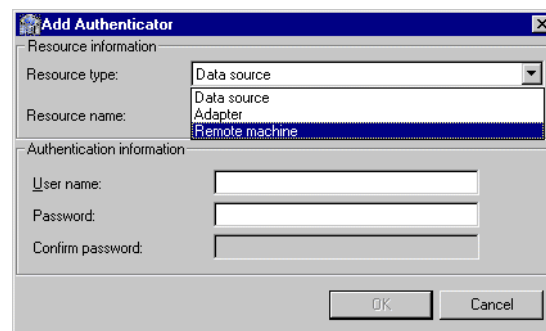 Add Authenticator
Resource information
Resource type:
Data source
Data source
Adapter
Resource name:
Remote machine
Authentication information
User name:
Password:
Confirm password:
OK
Cancel